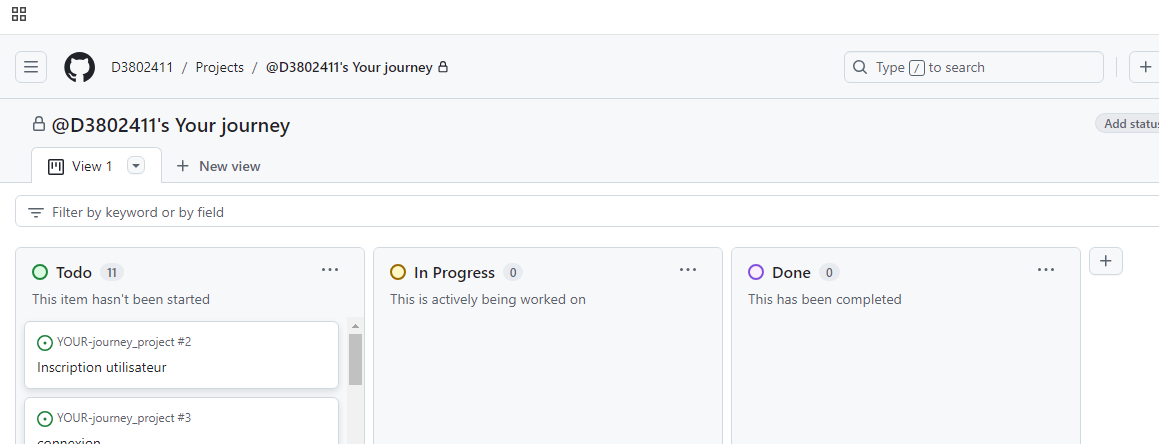 D3802411 / Projects / @D3802411's Your journey
Type / to search
@D3802411's Your journey
Add status
View 1
New view
Filter by keyword or by field
Todo 11
This item hasn't been started
In Progress 0
This is actively being worked on
Done 0
This has been completed
YOUR-journey_project #2
Inscription utilisateur
YOUR-journey_project #3
connexion